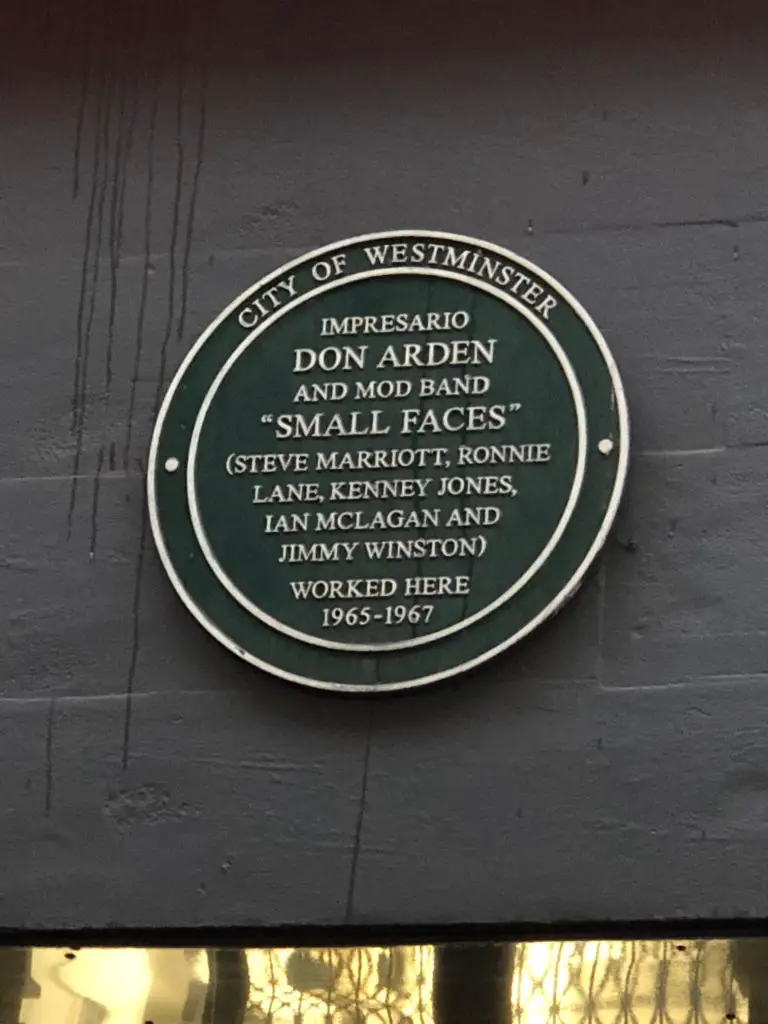 CITY OF WESTMINSTER
IMPRESARIO
DON ARDEN
AND MOD BAND
“SMALL FACES”
(STEVE MARRIOTT, RONNIE
LANE, KENNEY JONES,
IAN MCLAGAN AND
JIMMY WINSTON)
WORKED HERE
1965-1967